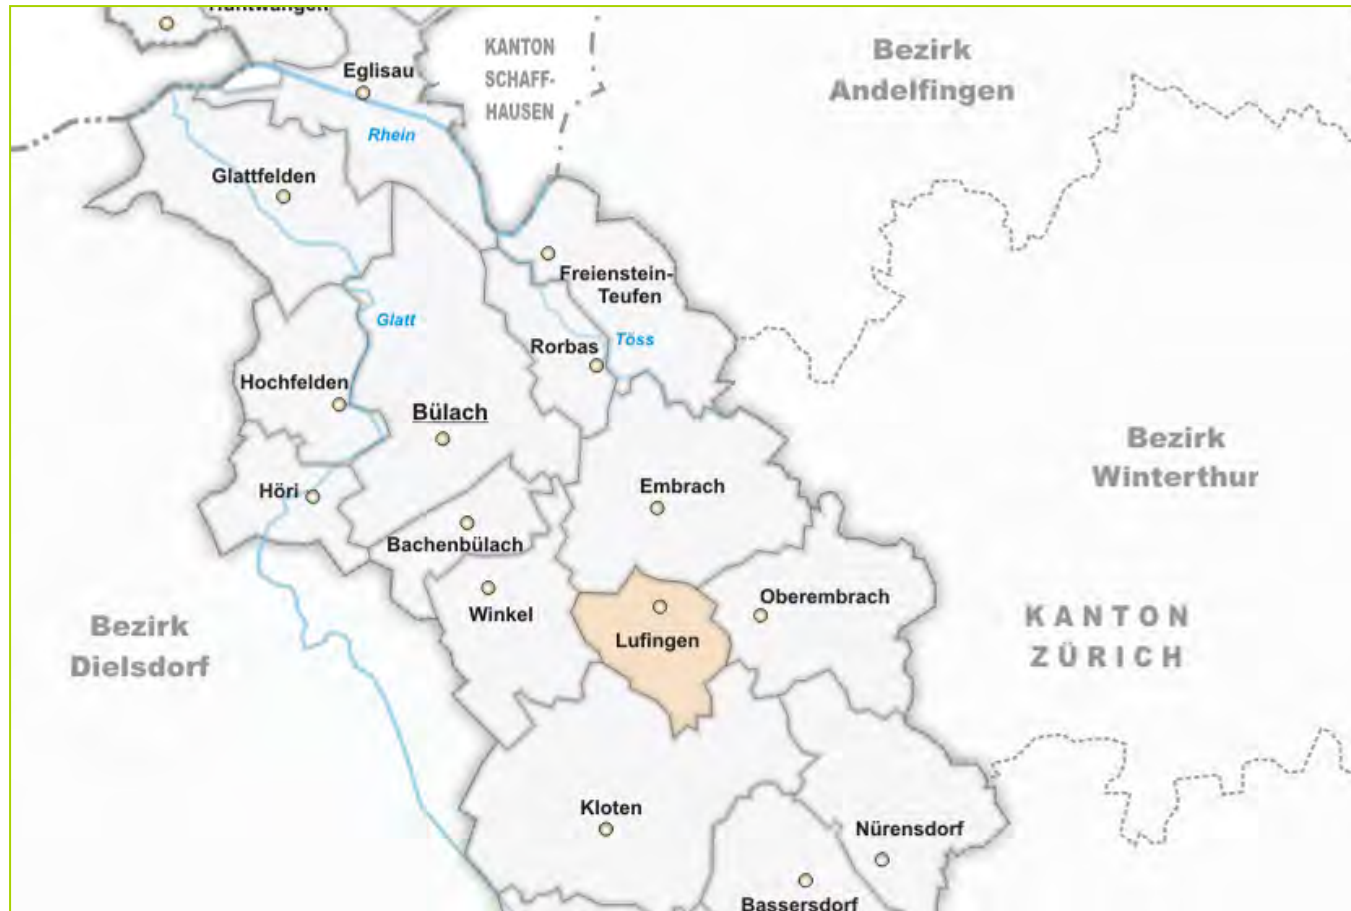 Hüntwangen
KANTON
SCHAFF-
HAUSEN
Bezirk
Andelfingen
Eglisau
Rhein
Glattfelden
Freienstein-
Teufen
Glatt
Rorbas
Töss
Hochfelden
Bülach
Bezirk
Winterthur
Höri
Embrach
Bachenbülach
Winkel
Oberembrach
Lufingen
KANTON
ZÜRICH
Bezirk
Dielsdorf
Kloten
Nürensdorf
Bassersdorf